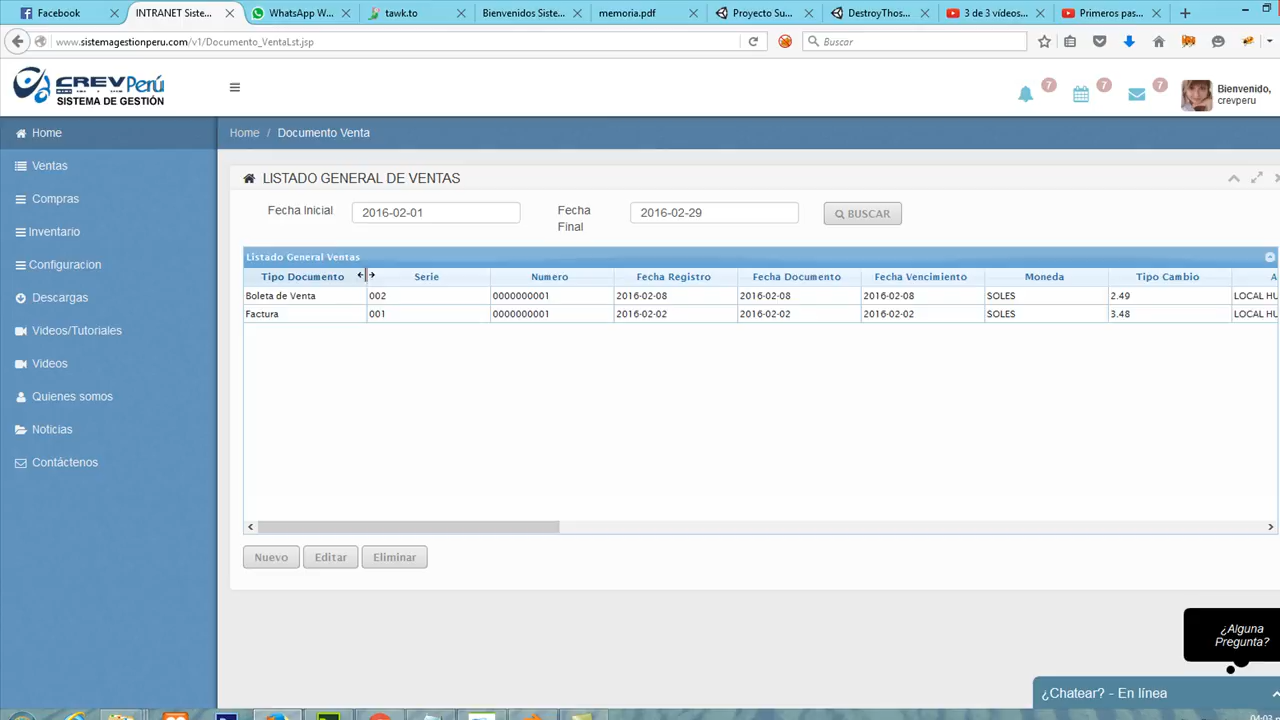 Facebook
INTRANET Siste...
WhatsApp W...
tawk.to
Bienvenidos Siste...
memoria.pdf
Proyecto Su...
DestroyThos...
3 de 3 vídeos...
Primeros pas...
www.sistemagestionperu.com/v1/Documento_VentaLst.jsp
Buscar
CREVPerú
SISTEMA DE GESTIÓN
7
7
7
Bienvenido,
crevperu
Home
Ventas
Compras
Inventario
Configuracion
Descargas
Videos/Tutoriales
Videos
Quienes somos
Noticias
Contáctenos
Home / Documento Venta
LISTADO GENERAL DE VENTAS
Fecha Inicial
2016-02-01
Fecha
Final
2016-02-29
BUSCAR
Listado General Ventas
Tipo Documento Serie Numero Fecha Registro Fecha Documento Fecha Vencimiento Moneda Tipo Cambio A
Boleta de Venta 002 0000000001 2016-02-08 2016-02-08 2016-02-08 SOLES 2.49 LOCAL HU
Factura 001 0000000001 2016-02-02 2016-02-02 2016-02-02 SOLES 3.48 LOCAL HU
Nuevo
Editar
Eliminar
¿Alguna
Pregunta?
¿Chatear? - En línea